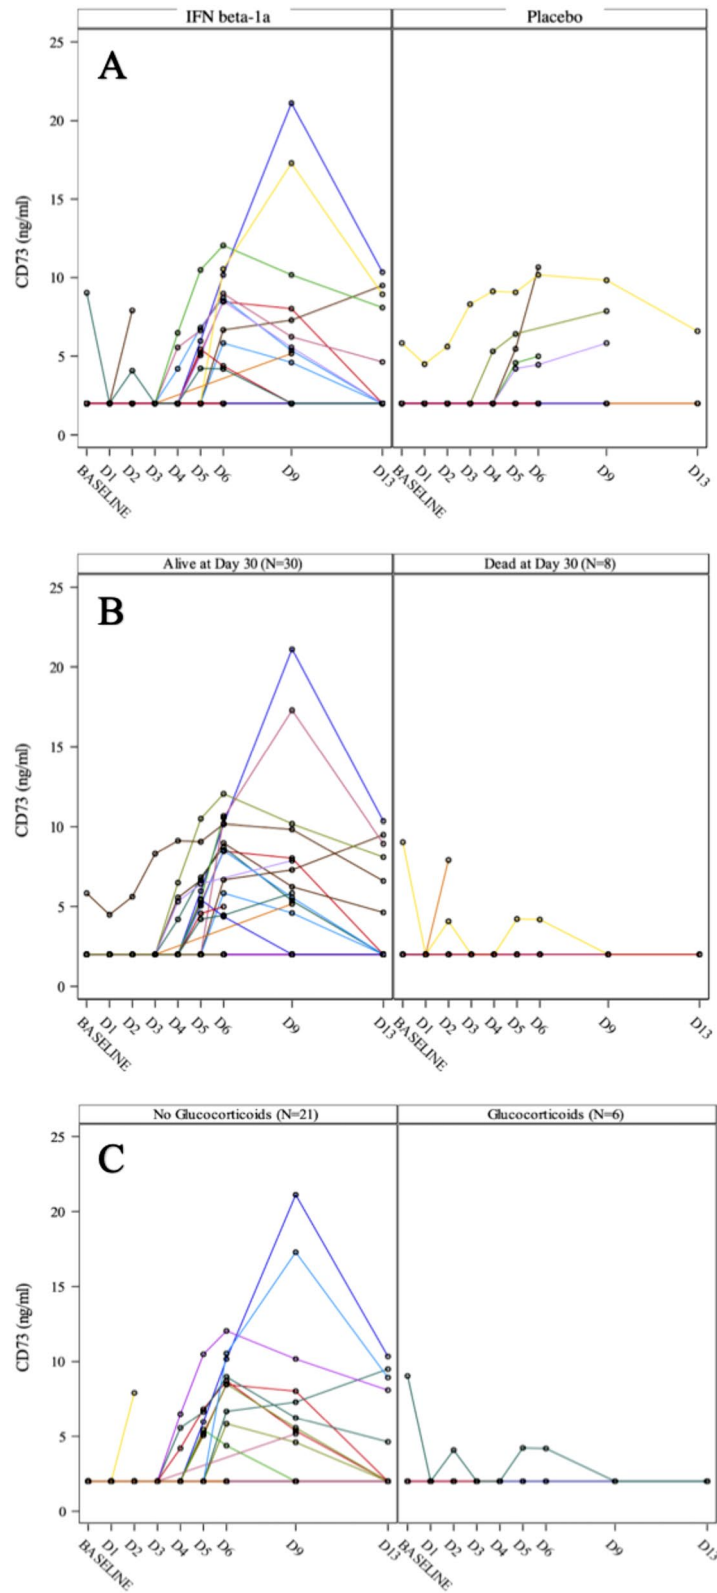 IFN beta-1a Placebo
A
25
20
15
10
5
0
CD73 (ng/ml)
BASELINE D1 D2 D3 D4 D5 D6 D9 D13 BASELINE D1 D2 D3 D4 D5 D6 D9 D13
Alive at Day 30 (N=30) Dead at Day 30 (N=8)
B
25
20
15
10
5
0
CD73 (ng/ml)
BASELINE D1 D2 D3 D4 D5 D6 D9 D13 BASELINE D1 D2 D3 D4 D5 D6 D9 D13
No Glucocorticoids (N=21) Glucocorticoids (N=6)
C
25
20
15
10
5
0
CD73 (ng/ml)
BASELINE D1 D2 D3 D4 D5 D6 D9 D13 BASELINE D1 D2 D3 D4 D5 D6 D9 D13